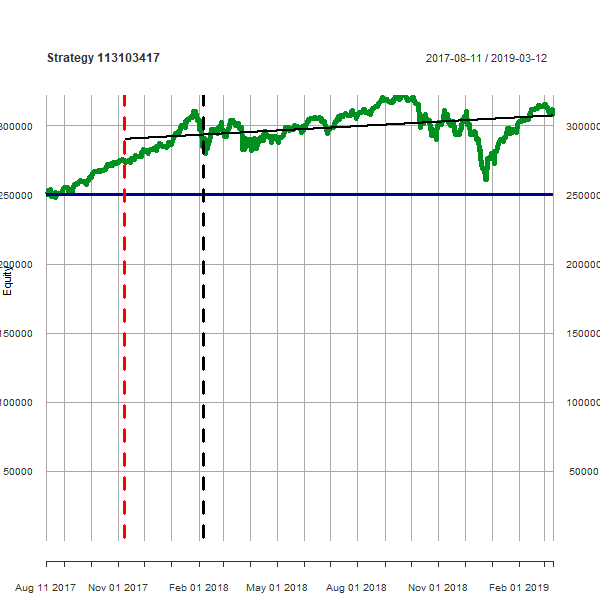 Strategy 113103417
2017-08-11 / 2019-03-12
300000
300000
250000
250000
200000
200000
Equity
150000
150000
100000
100000
50000
50000
Aug 11 2017
Nov 01 2017
Feb 01 2018
May 01 2018
Aug 01 2018
Nov 01 2018
Feb 01 2019